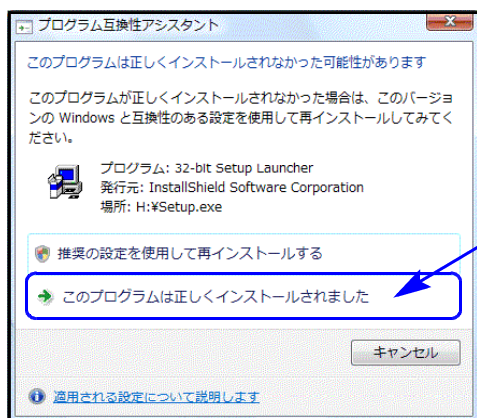 プログラム互換性アシスタント
このプログラムは正しくインストールされなかった可能性があります
このプログラムが正しくインストールされなかった場合は、このバージョ
ンの Windows と互換性のある設定を使用して再インストールしてみてく
ださい。
プログラム: 32-bit Setup Launcher
発行元: InstallShield Software Corporation
場所: H:¥Setup.exe
推奨の設定を使用して再インストールする
このプログラムは正しくインストールされました
キャンセル
適用される設定について説明します